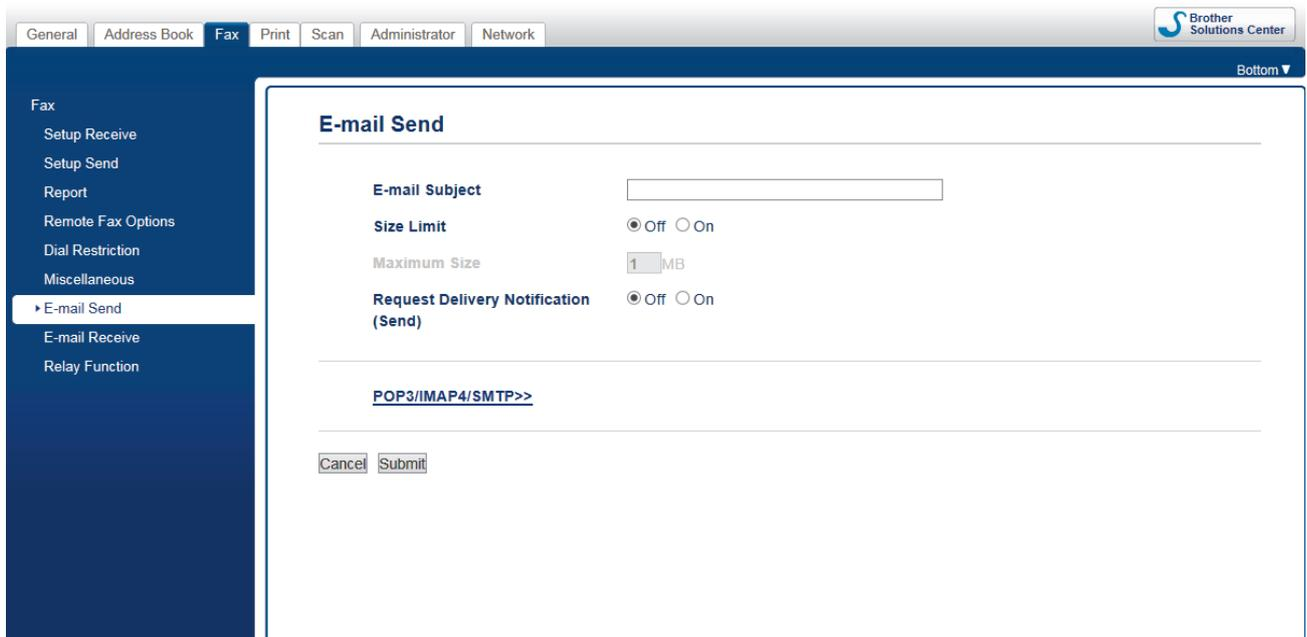 General Address Book Fax Print Scan Administrator Network
Brother
Solutions Center
Bottom▼
Fax
Setup Receive
Setup Send
Report
Remote Fax Options
Dial Restriction
Miscellaneous
E-mail Send
E-mail Receive
Relay Function
E-mail Send
E-mail Subject
Size Limit Off On
Maximum Size 1 MB
Request Delivery Notification Off On
(Send)
POP3/IMAP4/SMTP>>
Cancel Submit